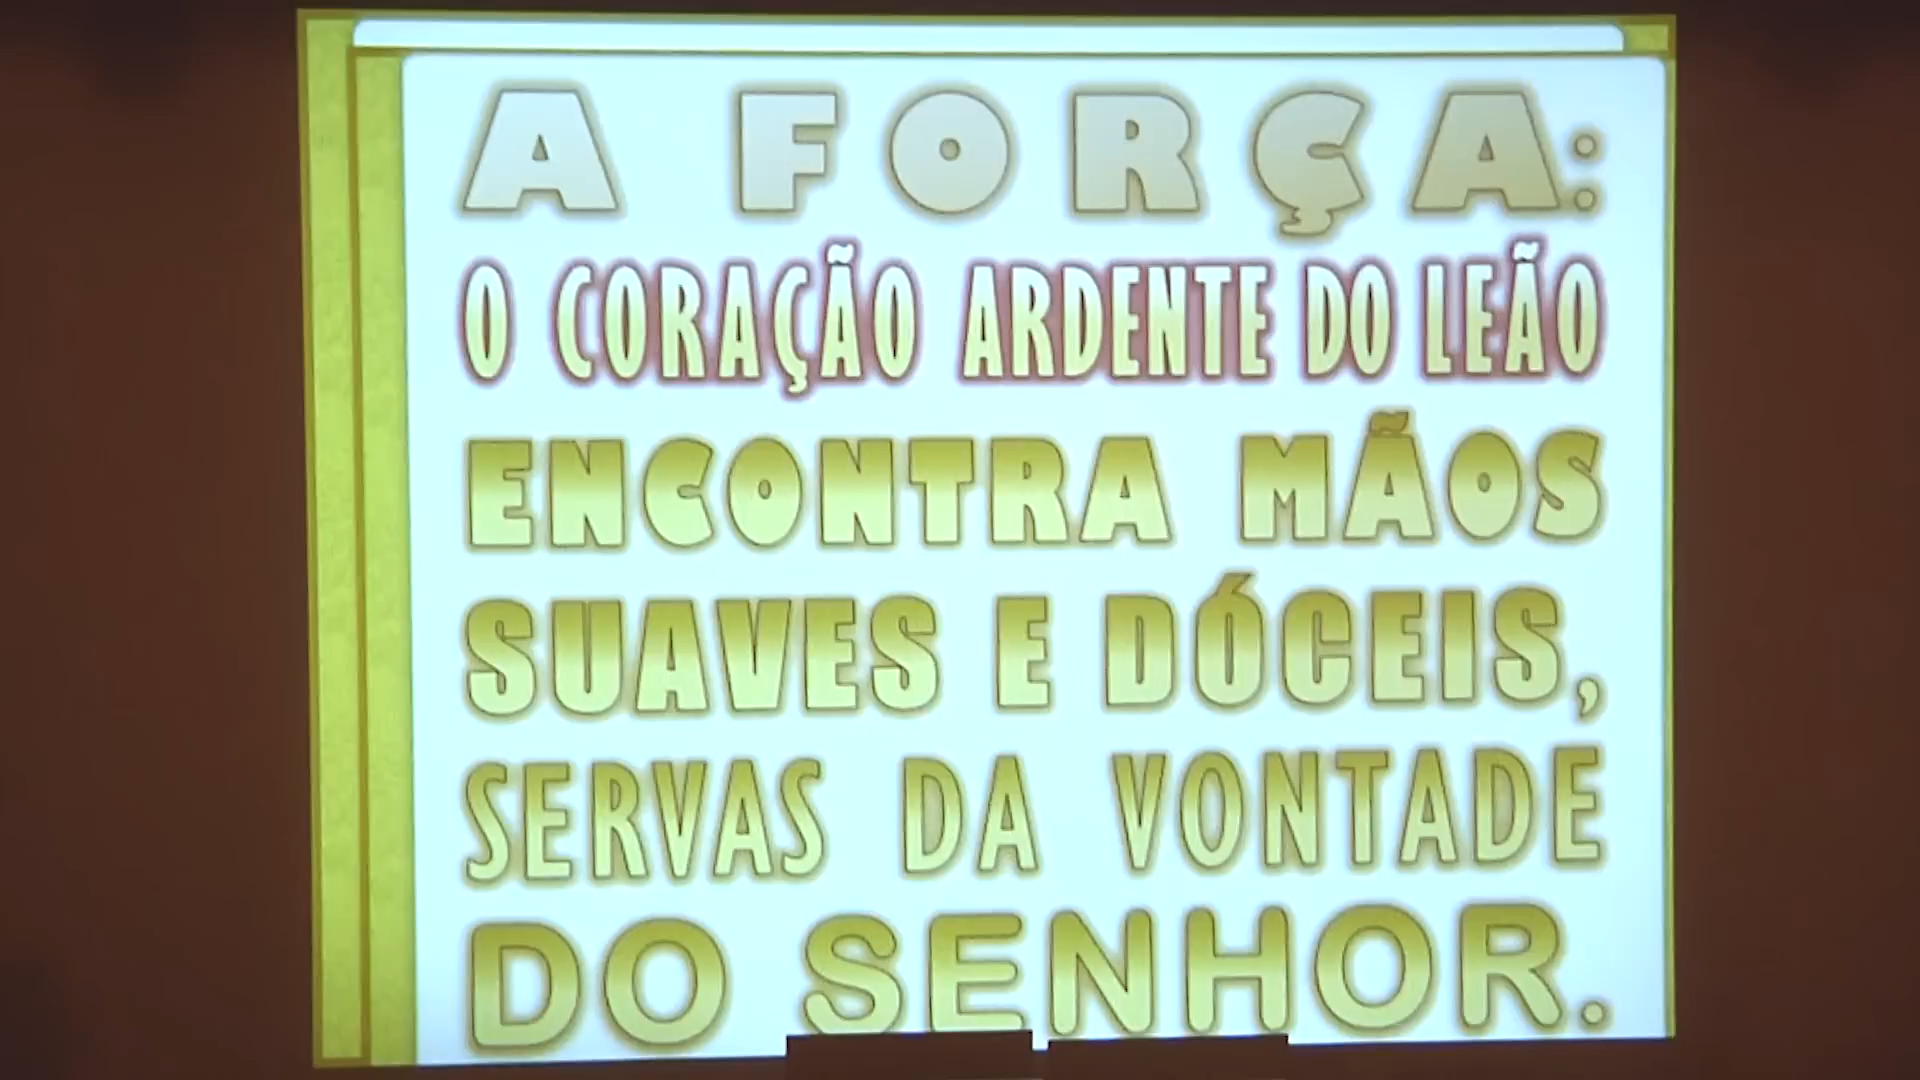 A FORÇA:
O CORAÇÃO ARDENTE DO LEÃO
ENCONTRA MÃOS
SUAVES E DÓCEIS,
SERVAS DA VONTADE
DO SENHOR.